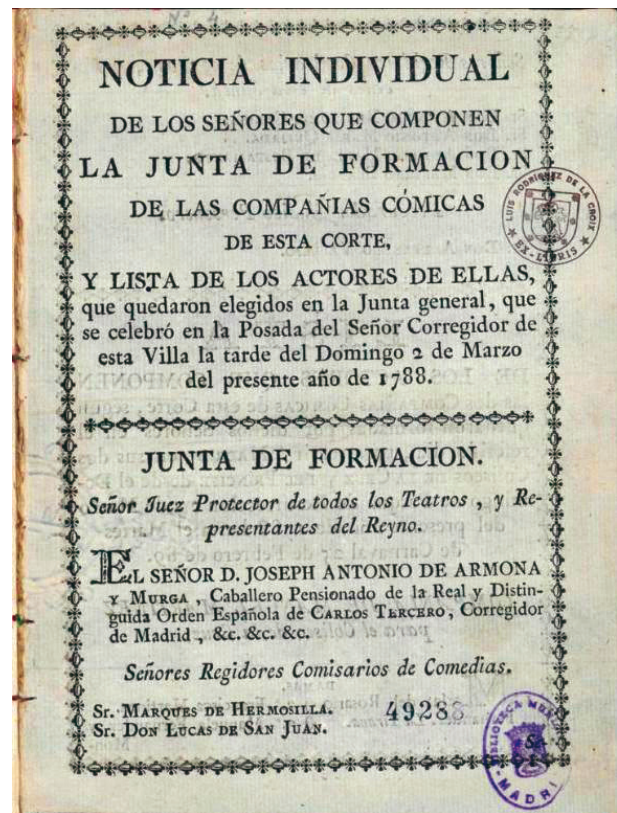 Nº 4
NOTICIA INDIVIDUAL
DE LOS SEÑORES QUE COMPONEN
LA JUNTA DE FORMACION
DE LAS COMPAÑIAS CÓMICAS
DE ESTA CORTE,
Y LISTA DE LOS ACTORES DE ELLAS,
que quedaron elegidos en la Junta general, que
se celebró en la Posada del Señor Corregidor de
esta Villa la tarde del Domingo 2 de Marzo
del presente año de 1788.
LUIS RODRIGUEZ DE LA CROIX
EX-LIBRIS
JUNTA DE FORMACION.
Señor Juez Protector de todos los Teatros, y Re-
presentantes del Reyno.
EL SEÑOR D. JOSEPH ANTONIO DE ARMONA
Y MURGA, Caballero Pensionado de la Real y Distin-
guida Orden Española de CARLOS TERCERO, Corregidor
de Madrid, &c. &c. &c.
Señores Regidores Comisarios de Comedias.
Sr. MARQUES DE HERMOSILLA.
Sr. DON LUCAS DE SAN JUAN.
49288
BIBLIOTECA
MADRID